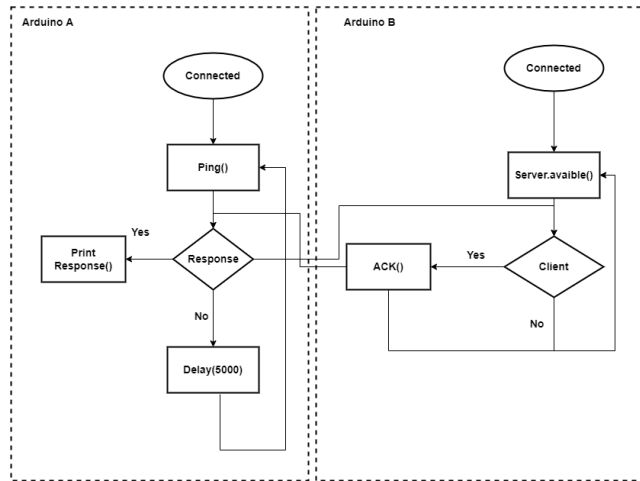 Arduino A
Arduino B
Connected
Connected
Ping()
Server.avaible()
Yes
Print
Response()
Response
ACK()
Yes
Client
No
No
Delay(5000)